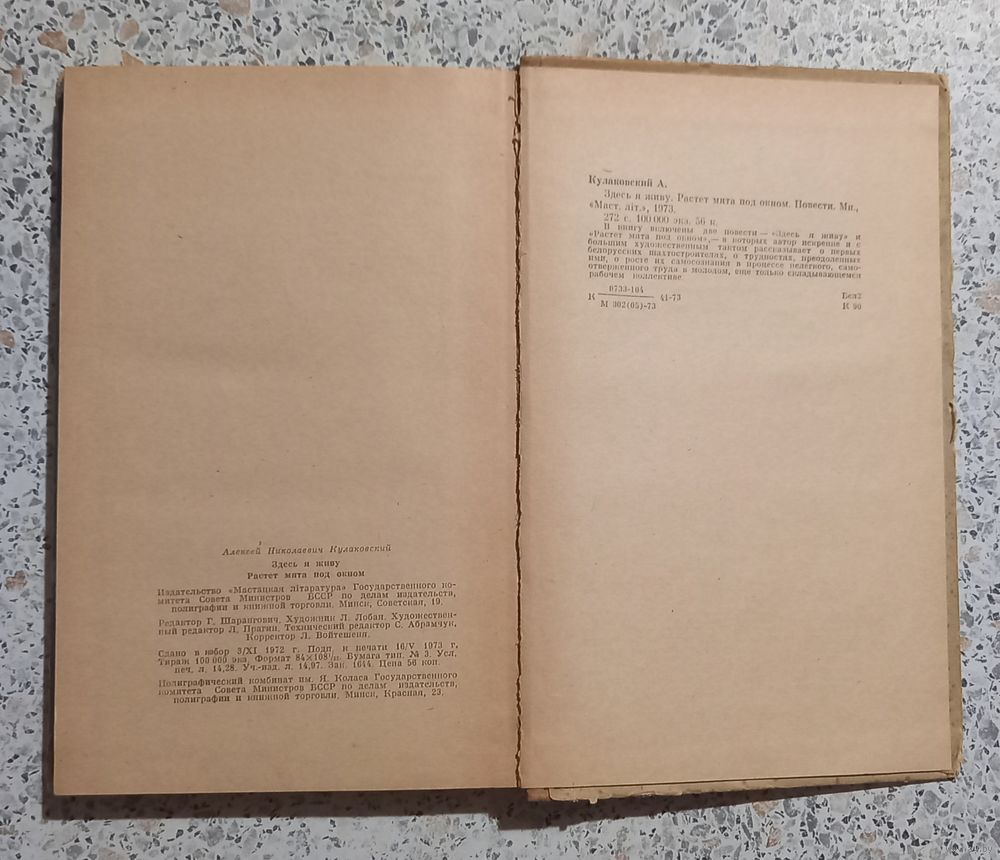 Алексей Николаевич Кулаковский
Здесь я живу
Растет мята под окном
Издательство «Мастацкая літаратура» Государственного ко-
митета Совета Министров БССР по делам издательств,
полиграфии и книжной торговли. Минск, Советская, 19.
Редактор Г. Шарангович. Художник Л. Лобан. Художествен-
ный редактор Л. Прагин. Технический редактор С. Абрамчук.
Корректор Л. Войтешеня.
Сдано в набор 3/XI 1972 г. Подп. к печати 16/V 1973 г.
Тираж 100 000 экз. Формат 84×108¹/₃₂. Бумага тип. № 3. Усл.
печ. л. 14,28. Уч.-изд. л. 14,97. Зак. 1644. Цена 56 коп.
Полиграфический комбинат им. Я. Коласа Государственного
комитета Совета Министров БССР по делам издательств,
полиграфии и книжной торговли. Минск, Красная, 23.
Кулаковский А.
Здесь я живу. Растет мята под окном. Повести. Мн.,
«Маст. літ.», 1973.
272 с. 100 000 экз. 56 к.
В книгу включены две повести — «Здесь я живу» и
«Растет мята под окном»,— в которых автор искренне и с
большим художественным тактом рассказывает о первых
белорусских шахтостроителях, о трудностях, преодоленных
ими, о росте их самосознания в процессе нелегкого, само-
отверженного труда в молодом, еще только складывающемся
рабочем коллективе.
0733-104
К 41-73 Бел2
М 302(05)-73 К 90